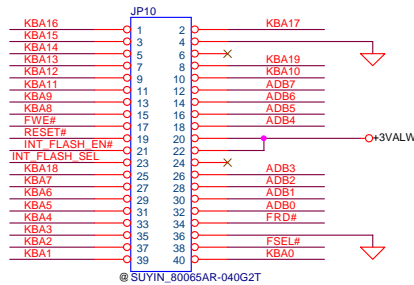 JP10
KBA16 1 2 KBA17
KBA15 3 4
KBA14 5 6
KBA13 7 8 KBA19
KBA12 9 10 KBA10
KBA11 11 12 ADB7
KBA9 13 14 ADB6
KBA8 15 16 ADB5
FWE# 17 18 ADB4
RESET# 19 20 +3VALW
INT_FLASH_EN# 21 22
INT_FLASH_SEL 23 24
KBA18 25 26 ADB3
KBA7 27 28 ADB2
KBA6 29 30 ADB1
KBA5 31 32 ADB0
KBA4 33 34 FRD#
KBA3 35 36
KBA2 37 38 FSEL#
KBA1 39 40 KBA0
@ SUYIN_80065AR-040G2T